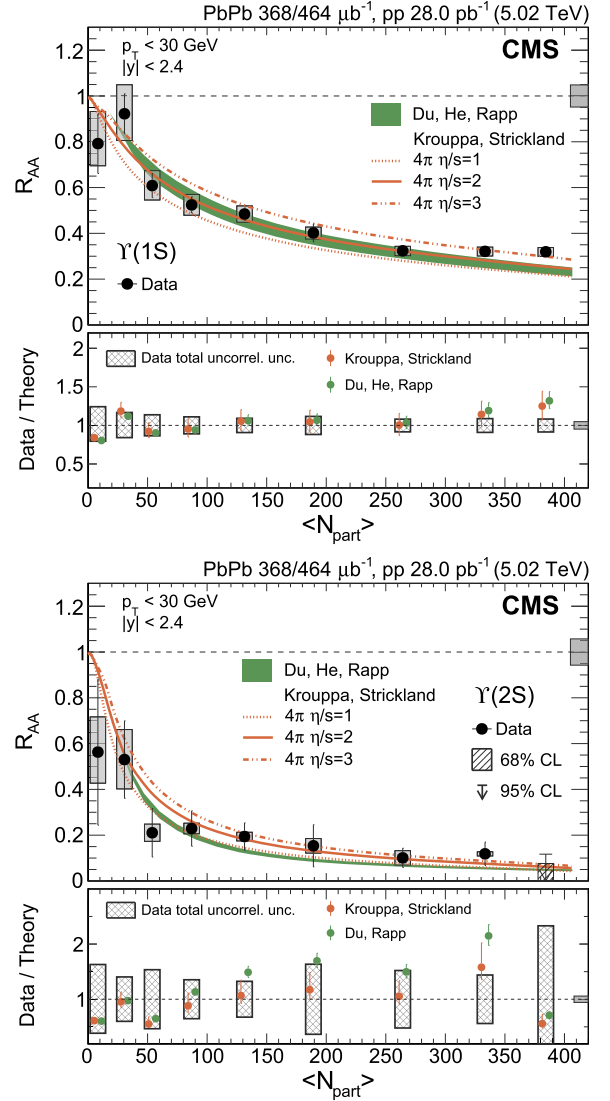 PbPb 368/464 μb⁻¹, pp 28.0 pb⁻¹ (5.02 TeV)
p_T < 30 GeV
|y| < 2.4
CMS
Du, He, Rapp
Krouppa, Strickland
4π η/s=1
4π η/s=2
4π η/s=3
ϒ(1S)
Data
R_AA
1.2
1
0.8
0.6
0.4
0.2
0
Data total uncorrel. unc.
Krouppa, Strickland
Du, He, Rapp
Data / Theory
2
1.5
1
0.5
0 50 100 150 200 250 300 350 400
<N_part>
PbPb 368/464 μb⁻¹, pp 28.0 pb⁻¹ (5.02 TeV)
p_T < 30 GeV
|y| < 2.4
CMS
Du, He, Rapp
Krouppa, Strickland
4π η/s=1
4π η/s=2
4π η/s=3
ϒ(2S)
Data
68% CL
95% CL
R_AA
1.2
1
0.8
0.6
0.4
0.2
0
Data total uncorrel. unc.
Krouppa, Strickland
Du, Rapp
Data / Theory
2
1
0 50 100 150 200 250 300 350 400
<N_part>